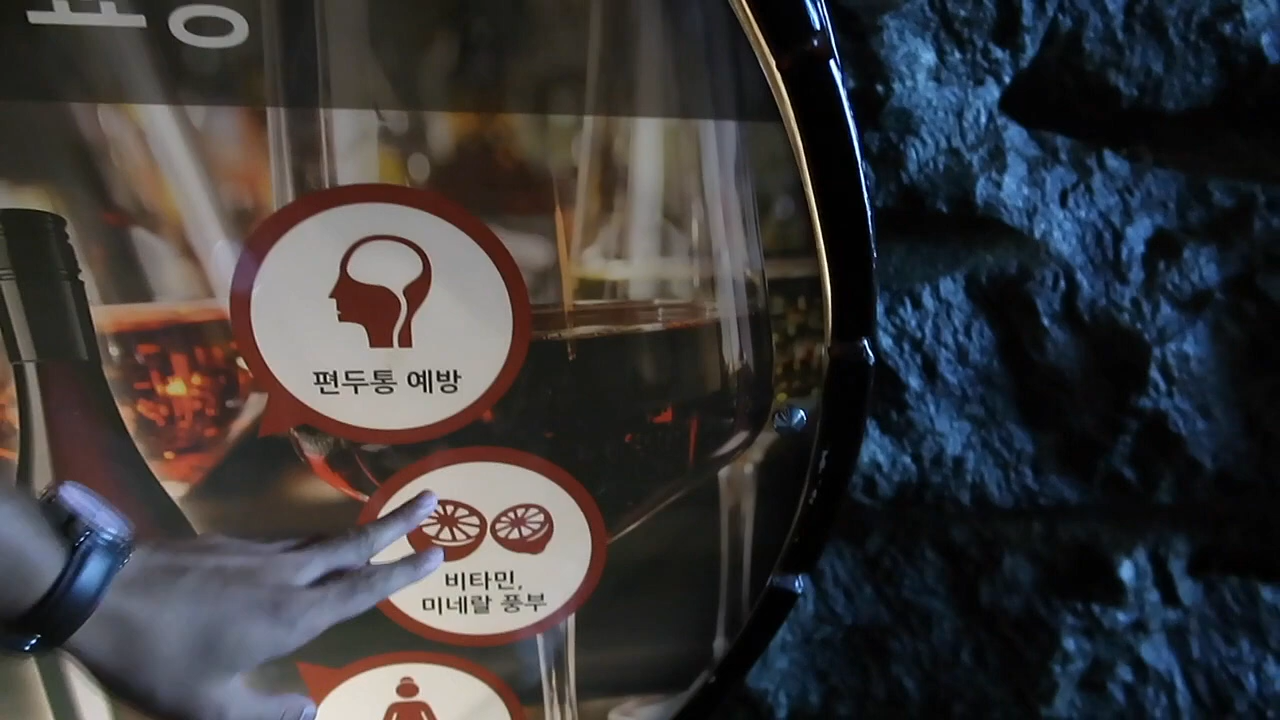 편두통 예방
비타민,
미네랄 풍부